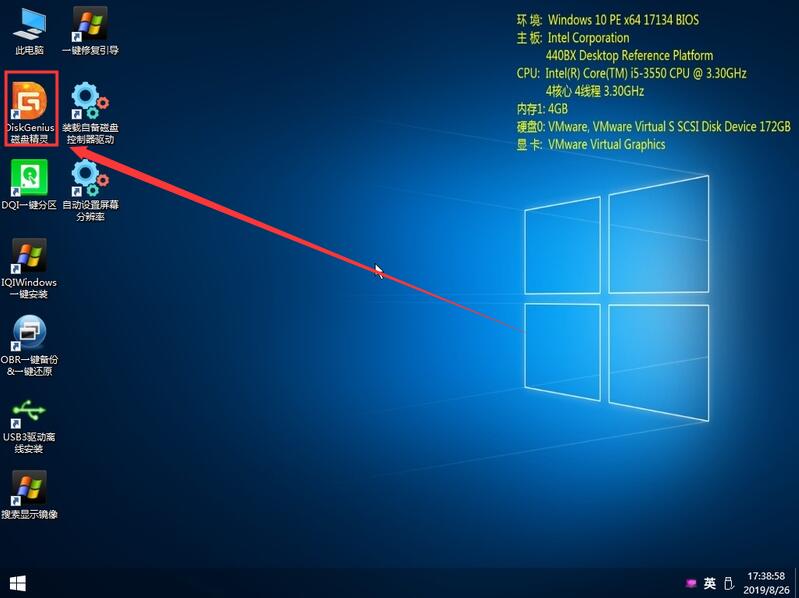 此电脑
一键修复引导
DiskGenius
磁盘精灵
装载自备磁盘
控制器驱动
DQI一键分区
自动设置屏幕
分辨率
IQIWindows
一键安装
OBR一键备份
&一键还原
USB3驱动离
线安装
搜索显示镜像
环 境: Windows 10 PE x64 17134 BIOS
主 板: Intel Corporation
440BX Desktop Reference Platform
CPU: Intel(R) Core(TM) i5-3550 CPU @ 3.30GHz
4核心 4线程 3.30GHz
内存1: 4GB
硬盘0: VMware, VMware Virtual S SCSI Disk Device 172GB
显 卡: VMware Virtual Graphics
英
17:38:58
2019/8/26